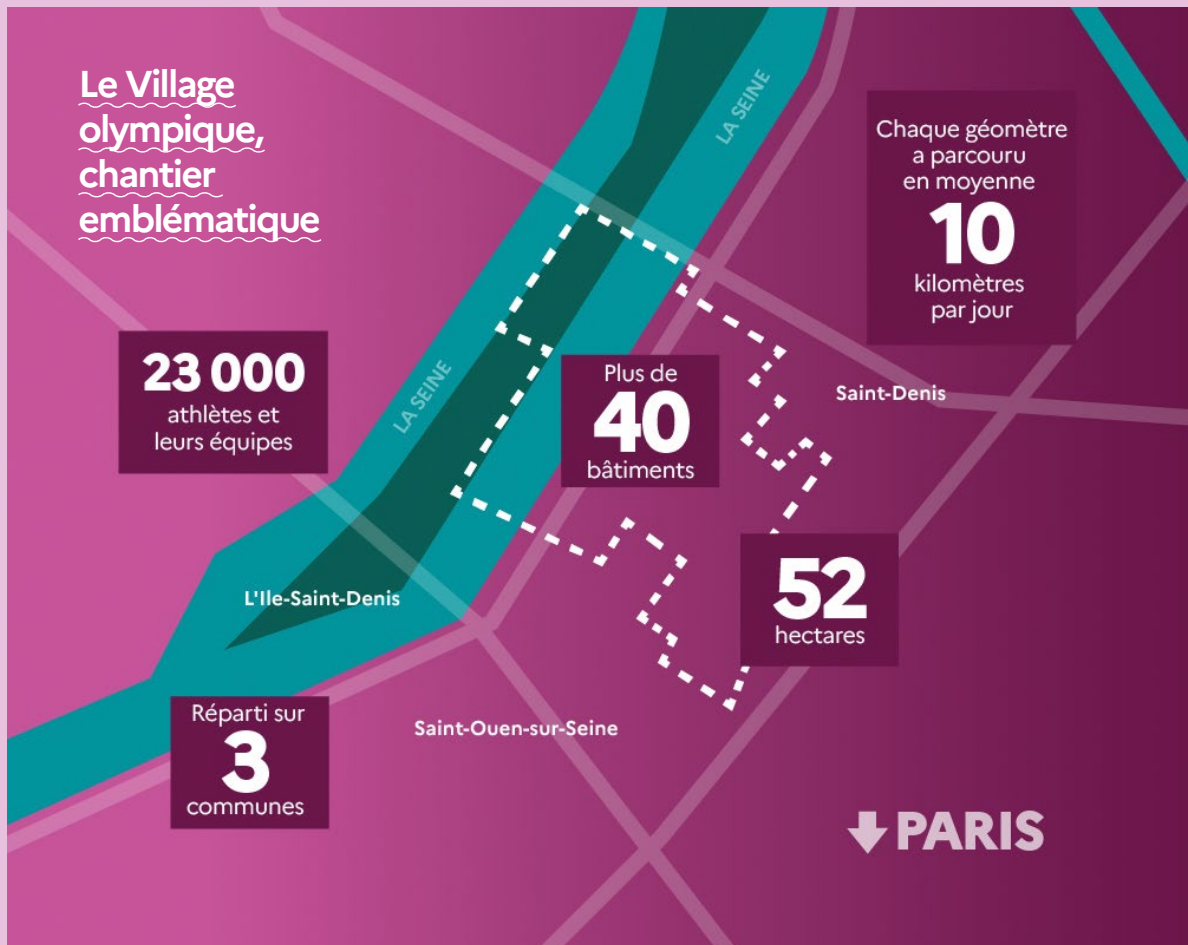 Le Village
olympique,
chantier
emblématique
LA SEINE
Chaque géomètre
a parcouru
en moyenne
10
kilomètres
par jour
23 000
athlètes et
leurs équipes
LA SEINE
Plus de
40
bâtiments
Saint-Denis
52
hectares
L'Ile-Saint-Denis
Réparti sur
3
communes
Saint-Ouen-sur-Seine
PARIS